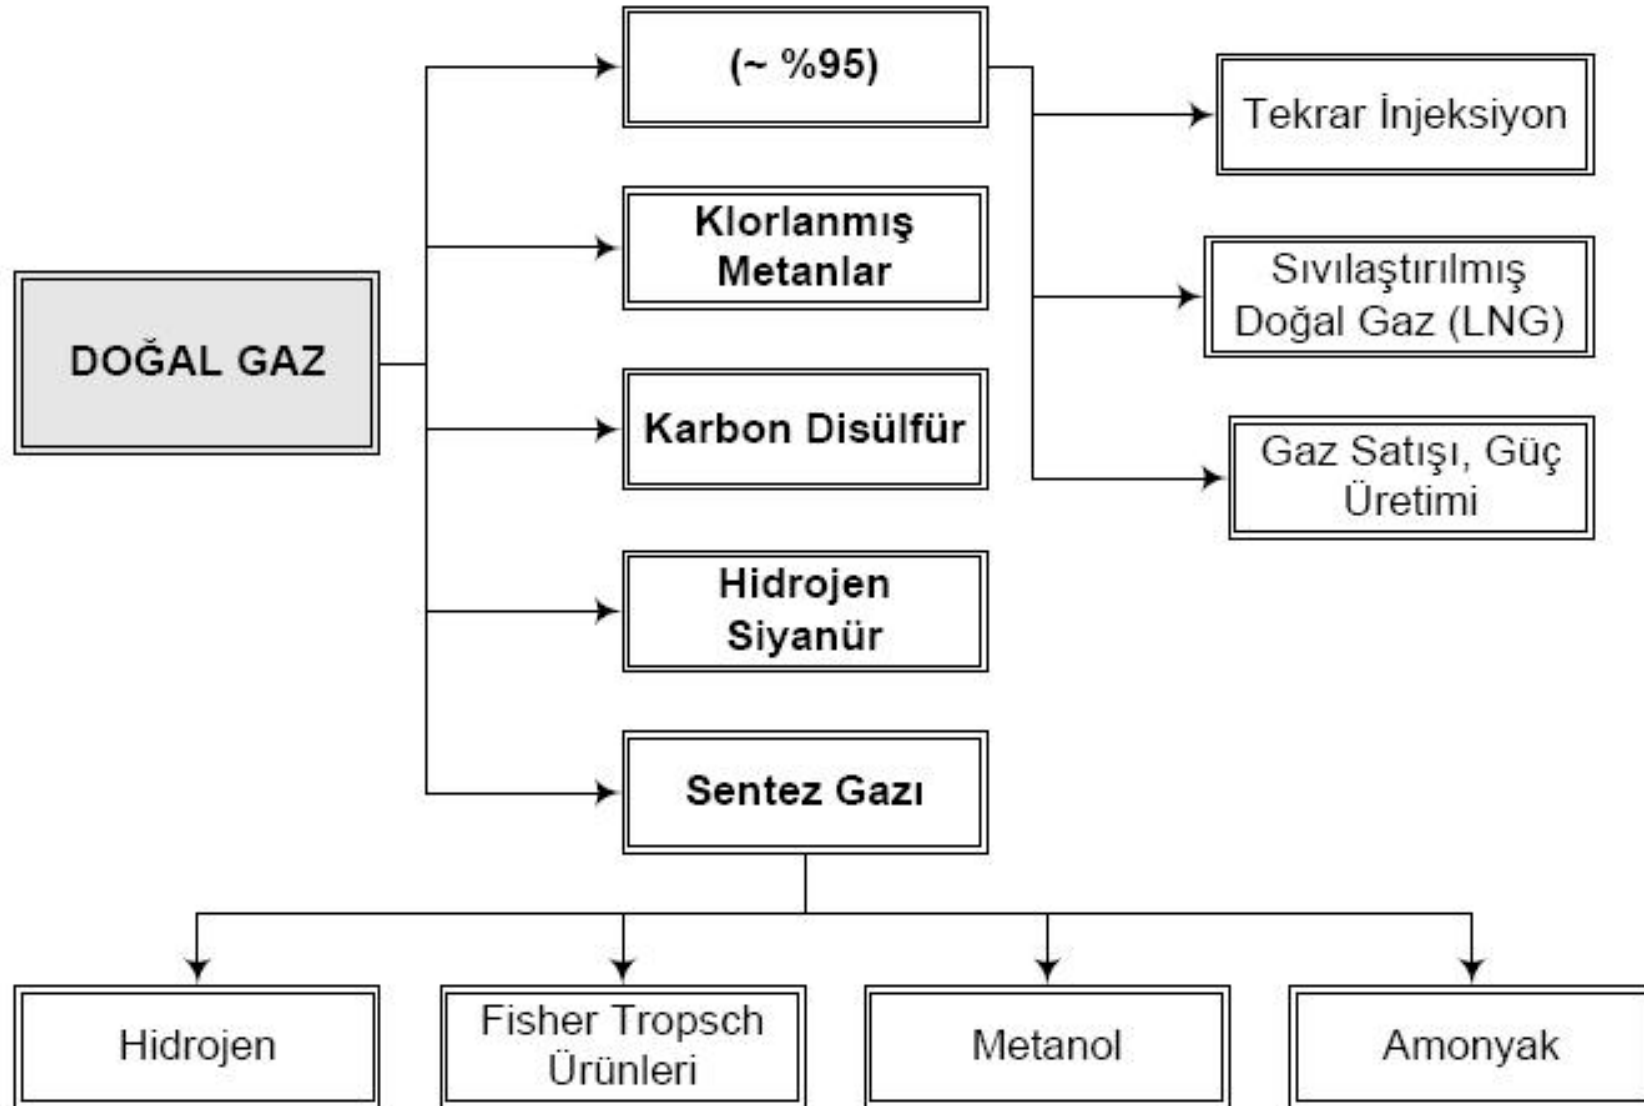 (~ %95)
Tekrar İnjeksiyon
Klorlanmış
Metanlar
Sıvılaştırılmış
Doğal Gaz (LNG)
DOĞAL GAZ
Karbon Disülfür
Gaz Satışı, Güç
Üretimi
Hidrojen
Siyanür
Sentez Gazı
Hidrojen
Fisher Tropsch
Ürünleri
Metanol
Amonyak